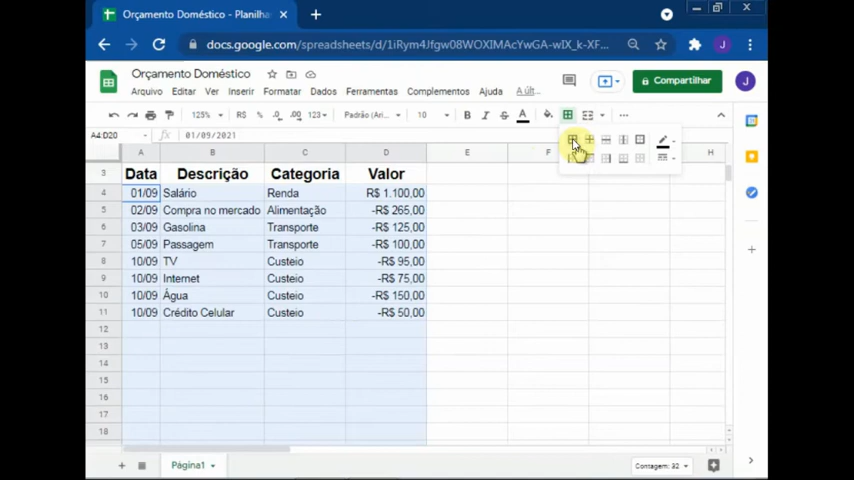 Orçamento Doméstico - Planilha
docs.google.com/spreadsheets/d/1iRym4Jfgw08WOXIMAcYwGA-wIX_k-XF...
J
Orçamento Doméstico
Arquivo Editar Ver Inserir Formatar Dados Ferramentas Complementos Ajuda A últ...
Compartilhar
J
125% R$ % .0 .00 123 Padrão (Ari... 10 B I S A
A4:D20 fx 01/09/2021
A B C D E F H
3 Data Descrição Categoria Valor
4 01/09 Salário Renda R$ 1.100,00
5 02/09 Compra no mercado Alimentação -R$ 265,00
6 03/09 Gasolina Transporte -R$ 125,00
7 05/09 Passagem Transporte -R$ 100,00
8 10/09 TV Custeio -R$ 95,00
9 10/09 Internet Custeio -R$ 75,00
10 10/09 Água Custeio -R$ 150,00
11 10/09 Crédito Celular Custeio -R$ 50,00
12
13
14
15
16
17
18
Página1
Contagem: 32